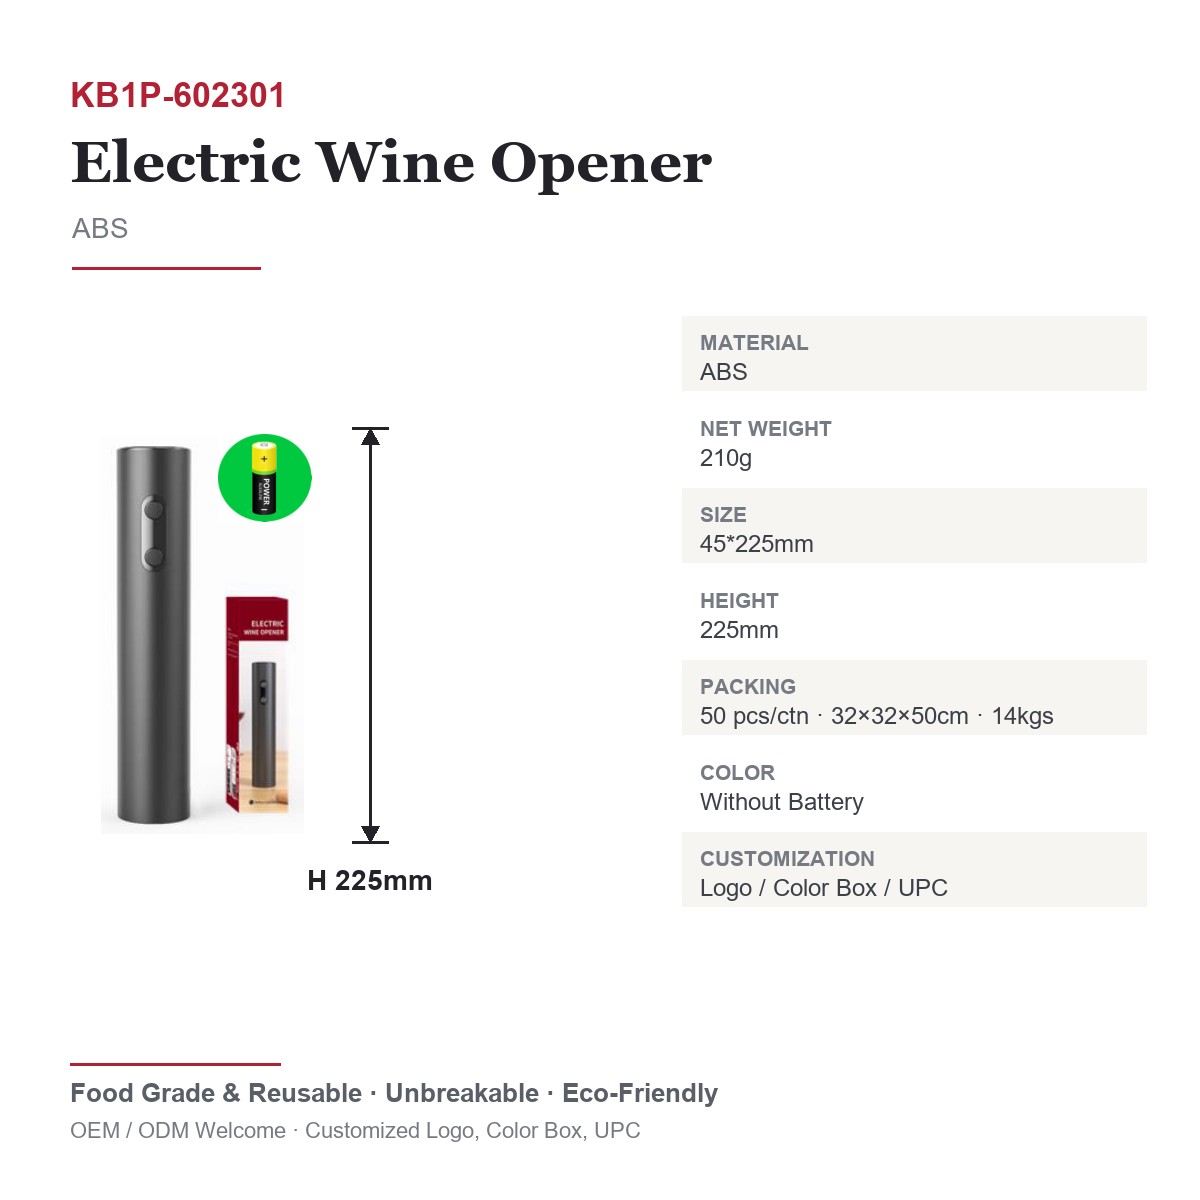 KB1P-602301
Electric Wine Opener
ABS
MATERIAL
ABS
NET WEIGHT
210g
SIZE
45*225mm
HEIGHT
225mm
PACKING
50 pcs/ctn · 32×32×50cm · 14kgs
COLOR
Without Battery
CUSTOMIZATION
Logo / Color Box / UPC
+
POWER
ELECTRIC
WINE OPENER
H 225mm
Food Grade & Reusable · Unbreakable · Eco-Friendly
OEM / ODM Welcome · Customized Logo, Color Box, UPC